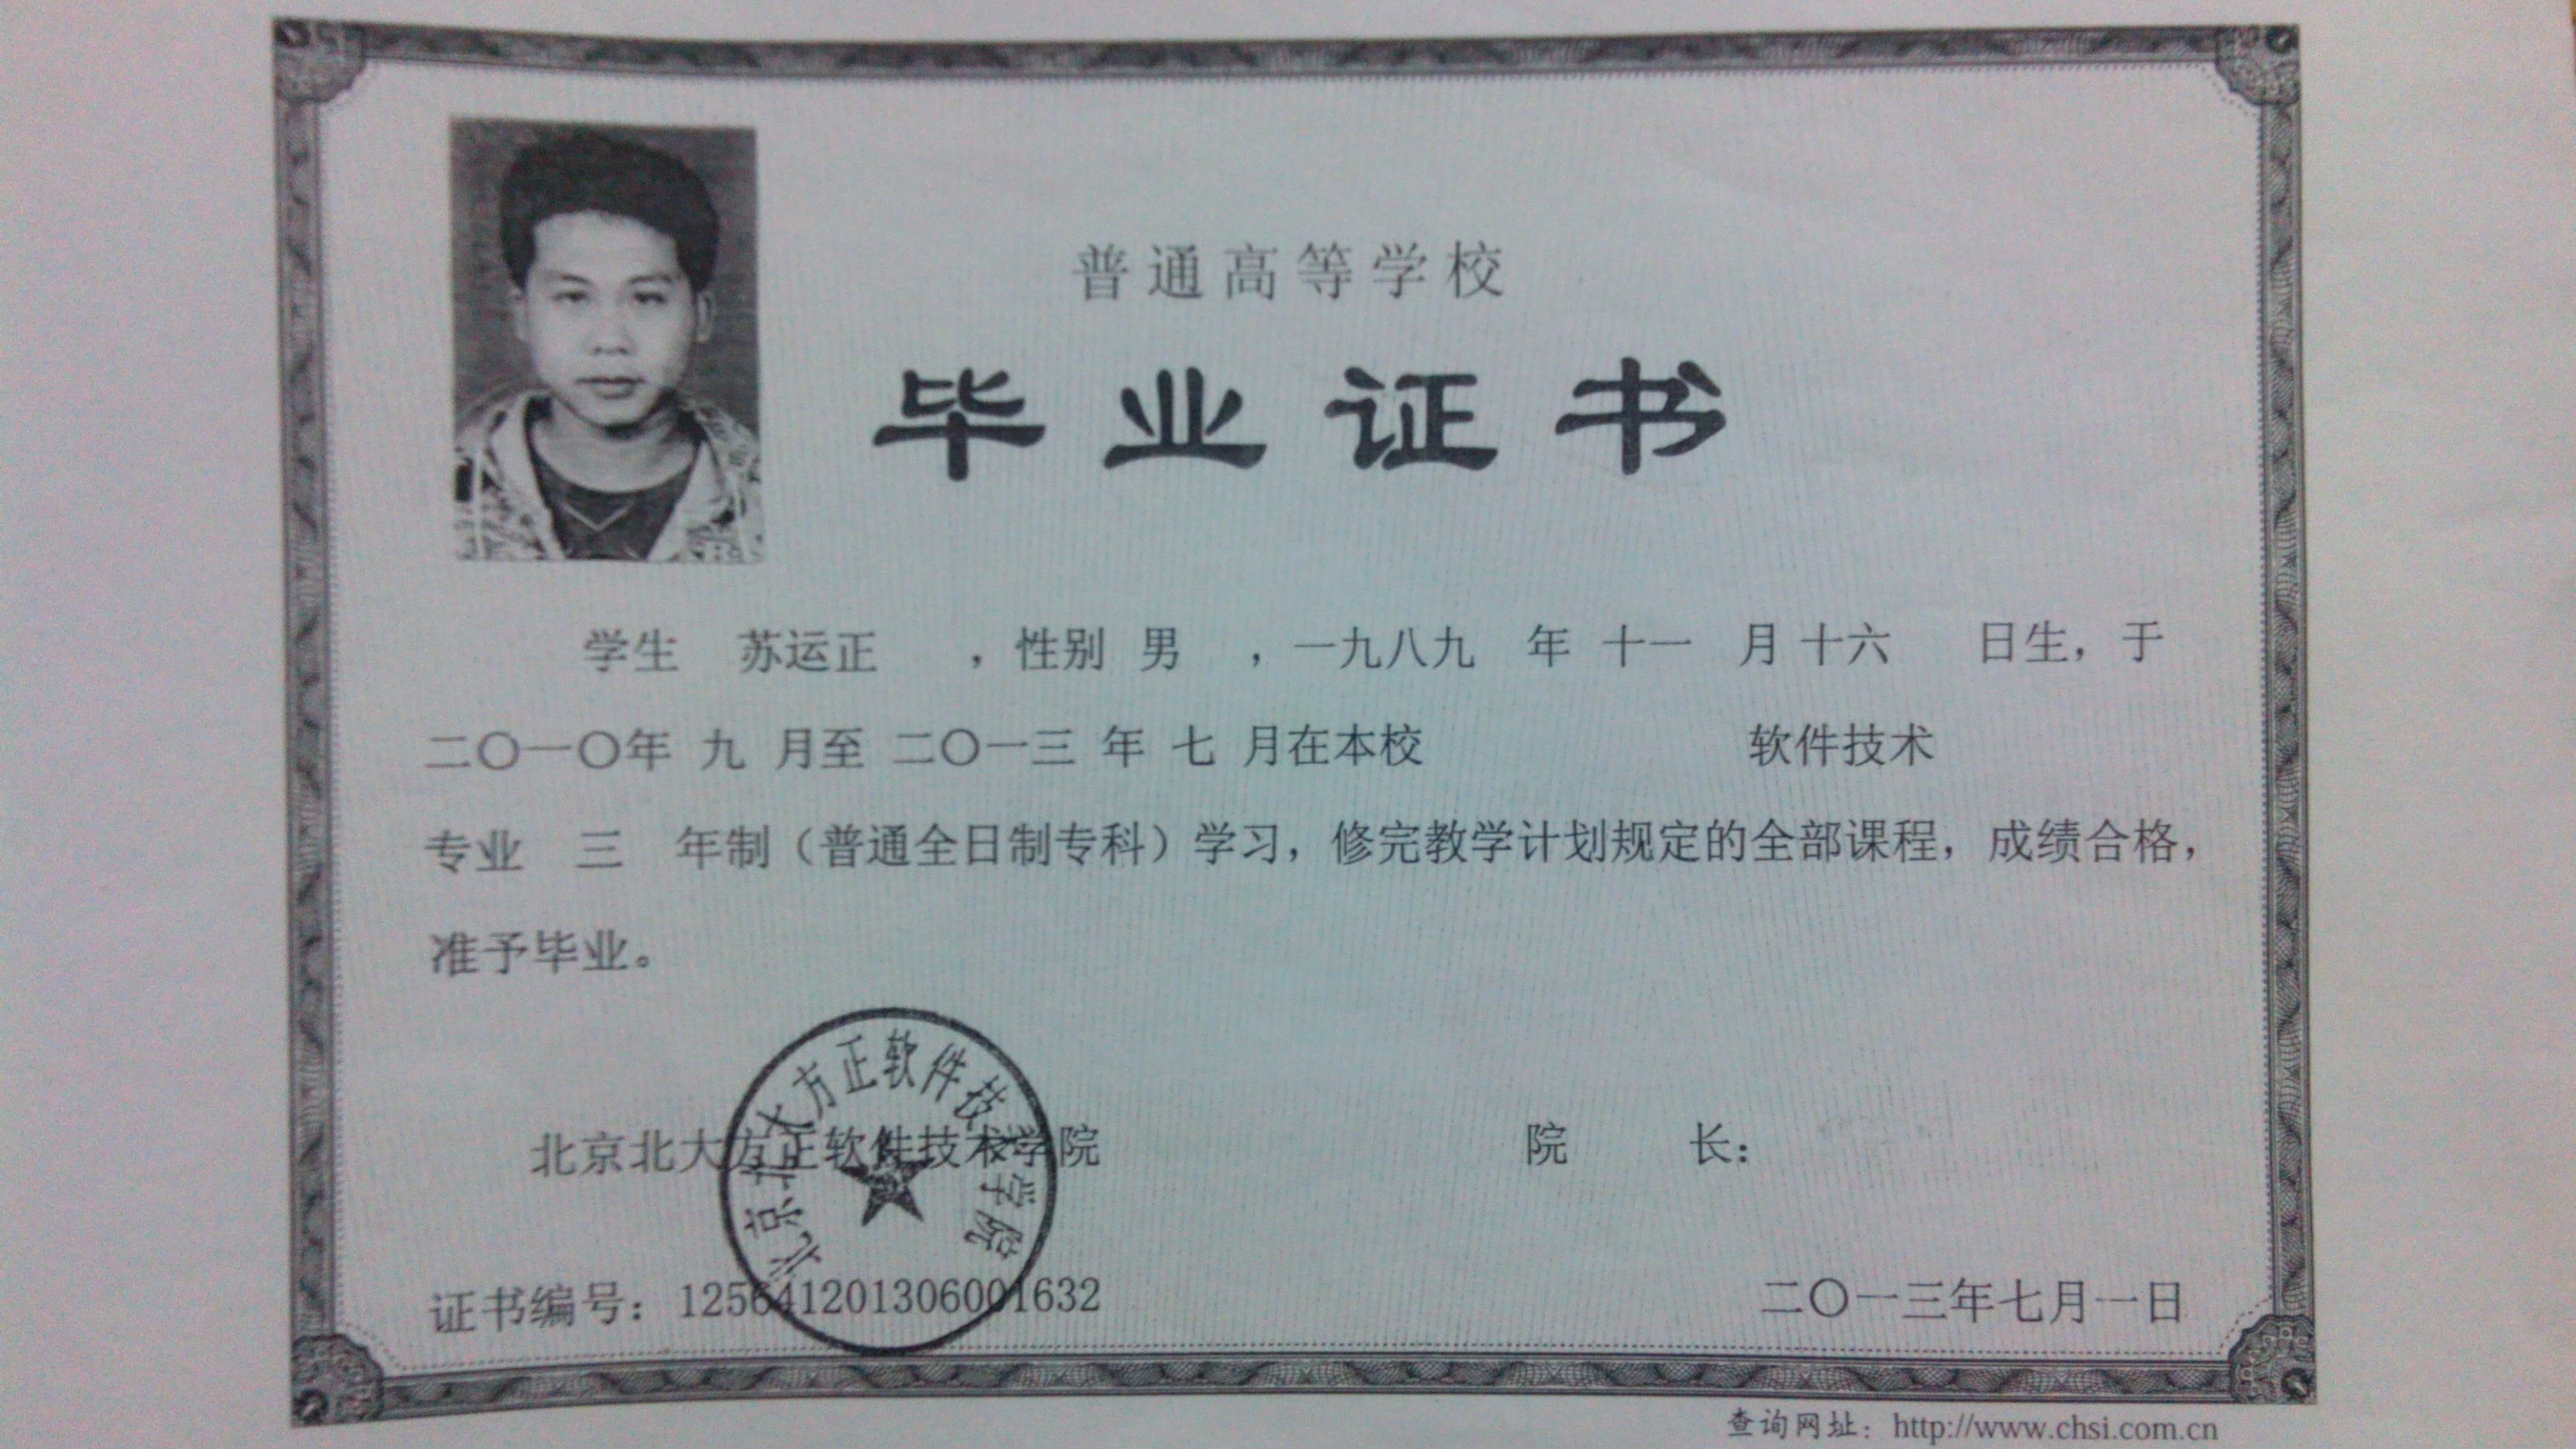 普通高等学校
毕业证书
学生 苏运正 ，性别 男 ，一九八九 年 十一 月 十六 日生，于
二〇一〇年 九 月至 二〇一三 年 七 月在本校 软件技术
专业 三 年制（普通全日制专科）学习，修完教学计划规定的全部课程，成绩合格，
准予毕业。
北京北大方正软件技术学院
北京北大方正软件技术学院 院 长：
证书编号：125641201306001632 二〇一三年七月一日
查询网址：http://www.chsi.com.cn